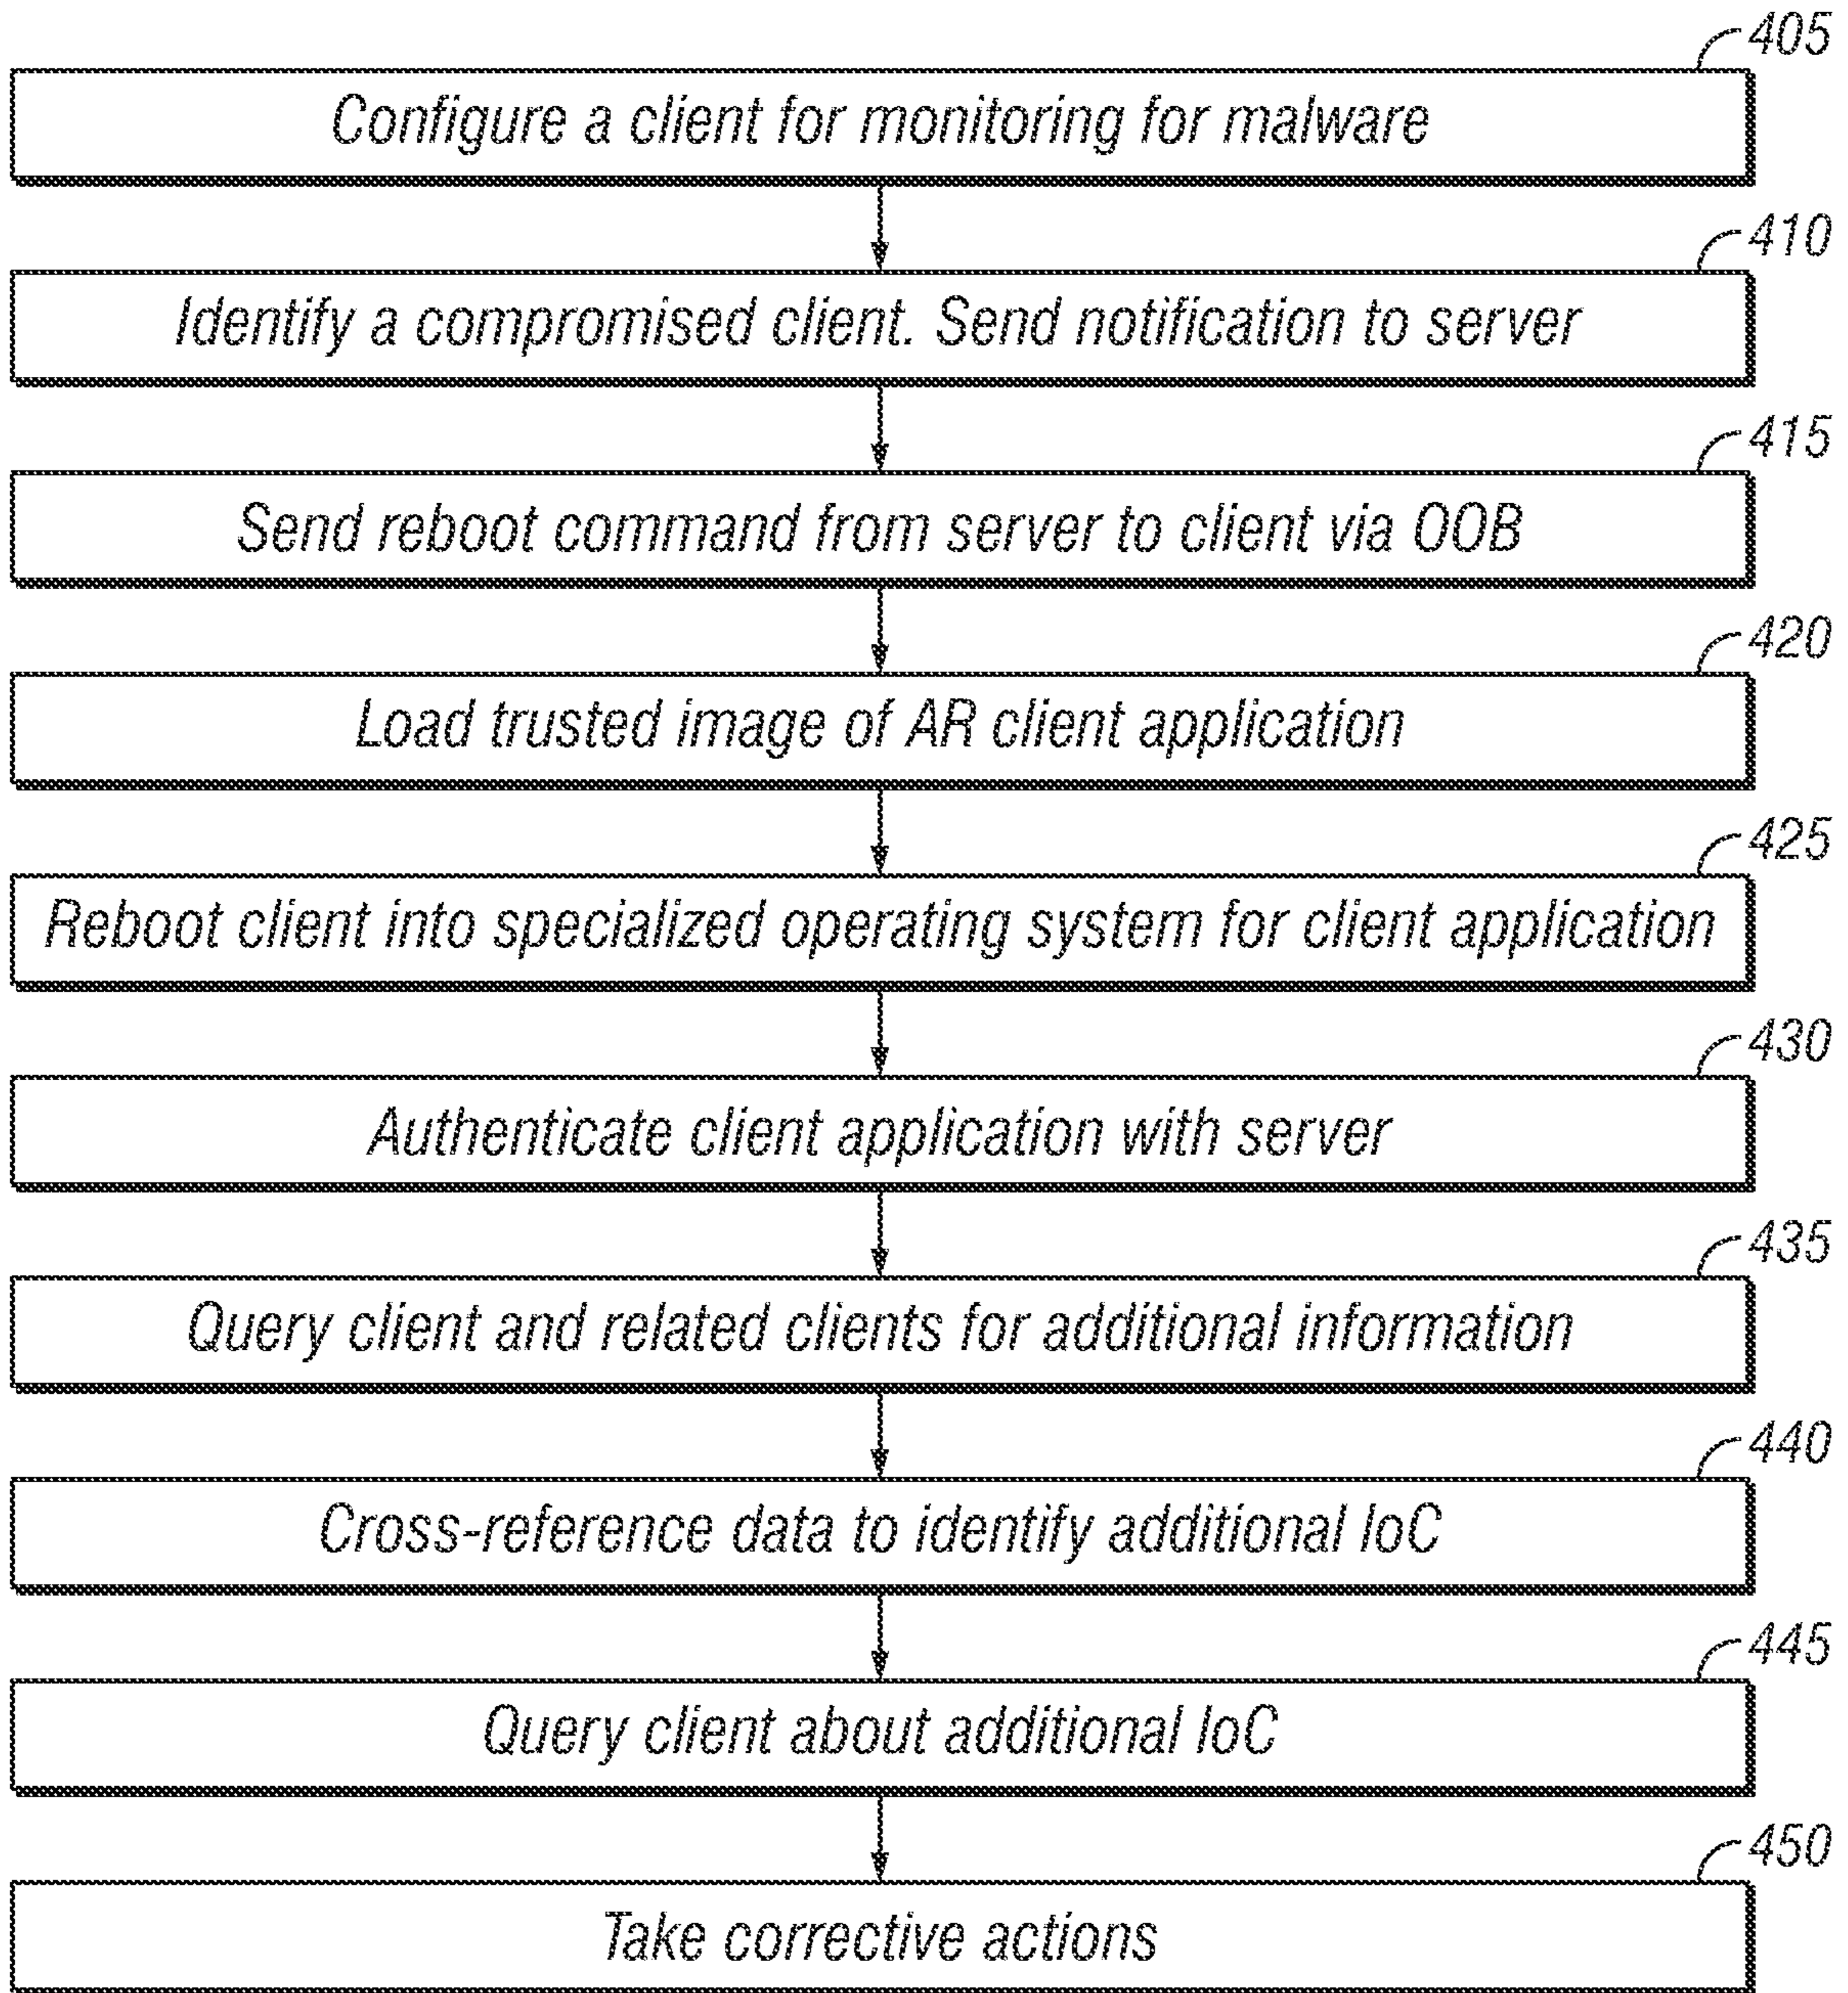 405
Configure a client for monitoring for malware
410
Identify a compromised client. Send notification to server
415
Send reboot command from server to client via OOB
420
Load trusted image of AR client application
425
Reboot client into specialized operating system for client application
430
Authenticate client application with server
435
Query client and related clients for additional information
440
Cross-reference data to identify additional IoC
445
Query client about additional IoC
450
Take corrective actions